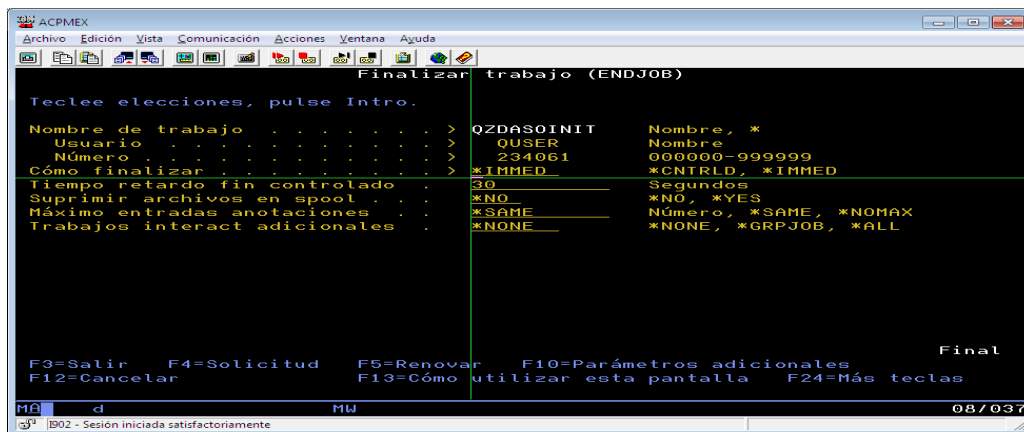 ACPMEX
Archivo Edición Vista Comunicación Acciones Ventana Ayuda
Finalizar trabajo (ENDJOB)
Teclee elecciones, pulse Intro.
Nombre de trabajo . . . . . . . > QZDASOINIT Nombre, *
Usuario . . . . . . . . . . . > QUSER Nombre
Número . . . . . . . . . . . . > 234061 000000-999999
Cómo finalizar . . . . . . . . . > *IMMED *CNTRLD, *IMMED
Tiempo retardo fin controlado . 30 Segundos
Suprimir archivos en spool . . . *NO *NO, *YES
Máximo entradas anotaciones . . *SAME Número, *SAME, *NOMAX
Trabajos interact adicionales . *NONE *NONE, *GRPJOB, *ALL
Final
F3=Salir F4=Solicitud F5=Renovar F10=Parámetros adicionales
F12=Cancelar F13=Cómo utilizar esta pantalla F24=Más teclas
MA d MW 08/037
I902 - Sesión iniciada satisfactoriamente